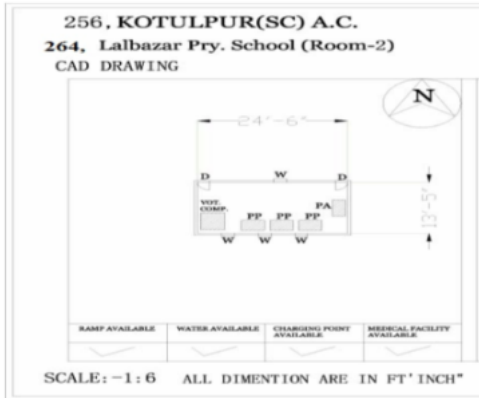 256, KOTULPUR(SC) A.C.
264, Lalbazar Pry. School (Room-2)
CAD DRAWING
N
24'-6"
D W D
VOT. COMP.
PP PP PP
PA
13'-5"
W W W
RAMP AVAILABLE WATER AVAILABLE CHARGING POINT AVAILABLE MEDICAL FACILITY AVAILABLE
SCALE:-1:6 ALL DIMENTION ARE IN FT'INCH"